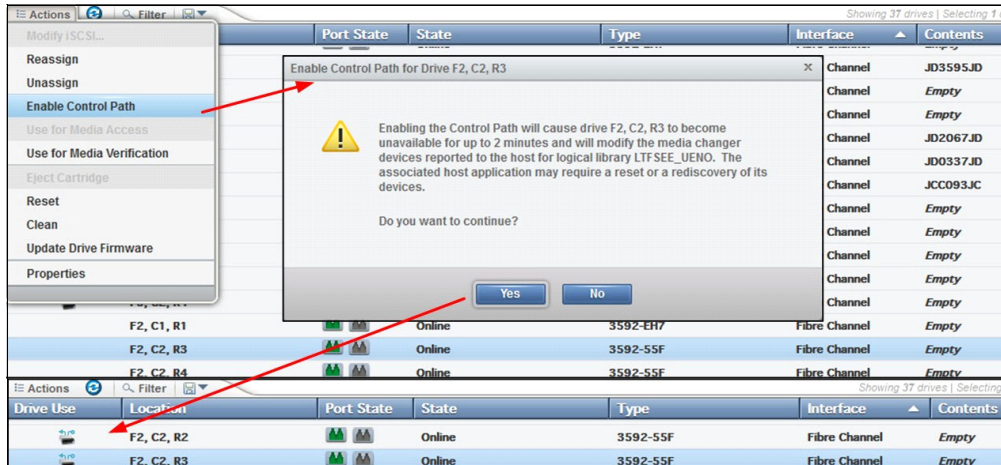 Actions Filter Showing 37 drives | Selecting 1
Port State State Type Interface Contents
Modify iSCSI...
Reassign
Unassign
Enable Control Path
Use for Media Access
Use for Media Verification
Eject Cartridge
Reset
Clean
Update Drive Firmware
Properties
Enable Control Path for Drive F2, C2, R3
Enabling the Control Path will cause drive F2, C2, R3 to become
unavailable for up to 2 minutes and will modify the media changer
devices reported to the host for logical library LTFSEE_UENO. The
associated host application may require a reset or a rediscovery of its
devices.
Do you want to continue?
Yes No
Channel JD3595JD
Channel Empty
Channel Empty
Channel JD2067JD
Channel JD0337JD
Channel JCC093JC
Channel Empty
Channel Empty
Channel Empty
Channel Empty
F2, C1, R1 Online 3592-EH7 Fibre Channel Empty
F2, C2, R3 Online 3592-55F Fibre Channel Empty
F2, C2, R4 Online 3592-55F Fibre Channel Empty
Actions Filter Showing 37 drives | Selecting
Drive Use Location Port State State Type Interface Contents
F2, C2, R2 Online 3592-55F Fibre Channel Empty
F2, C2, R3 Online 3592-55F Fibre Channel Empty